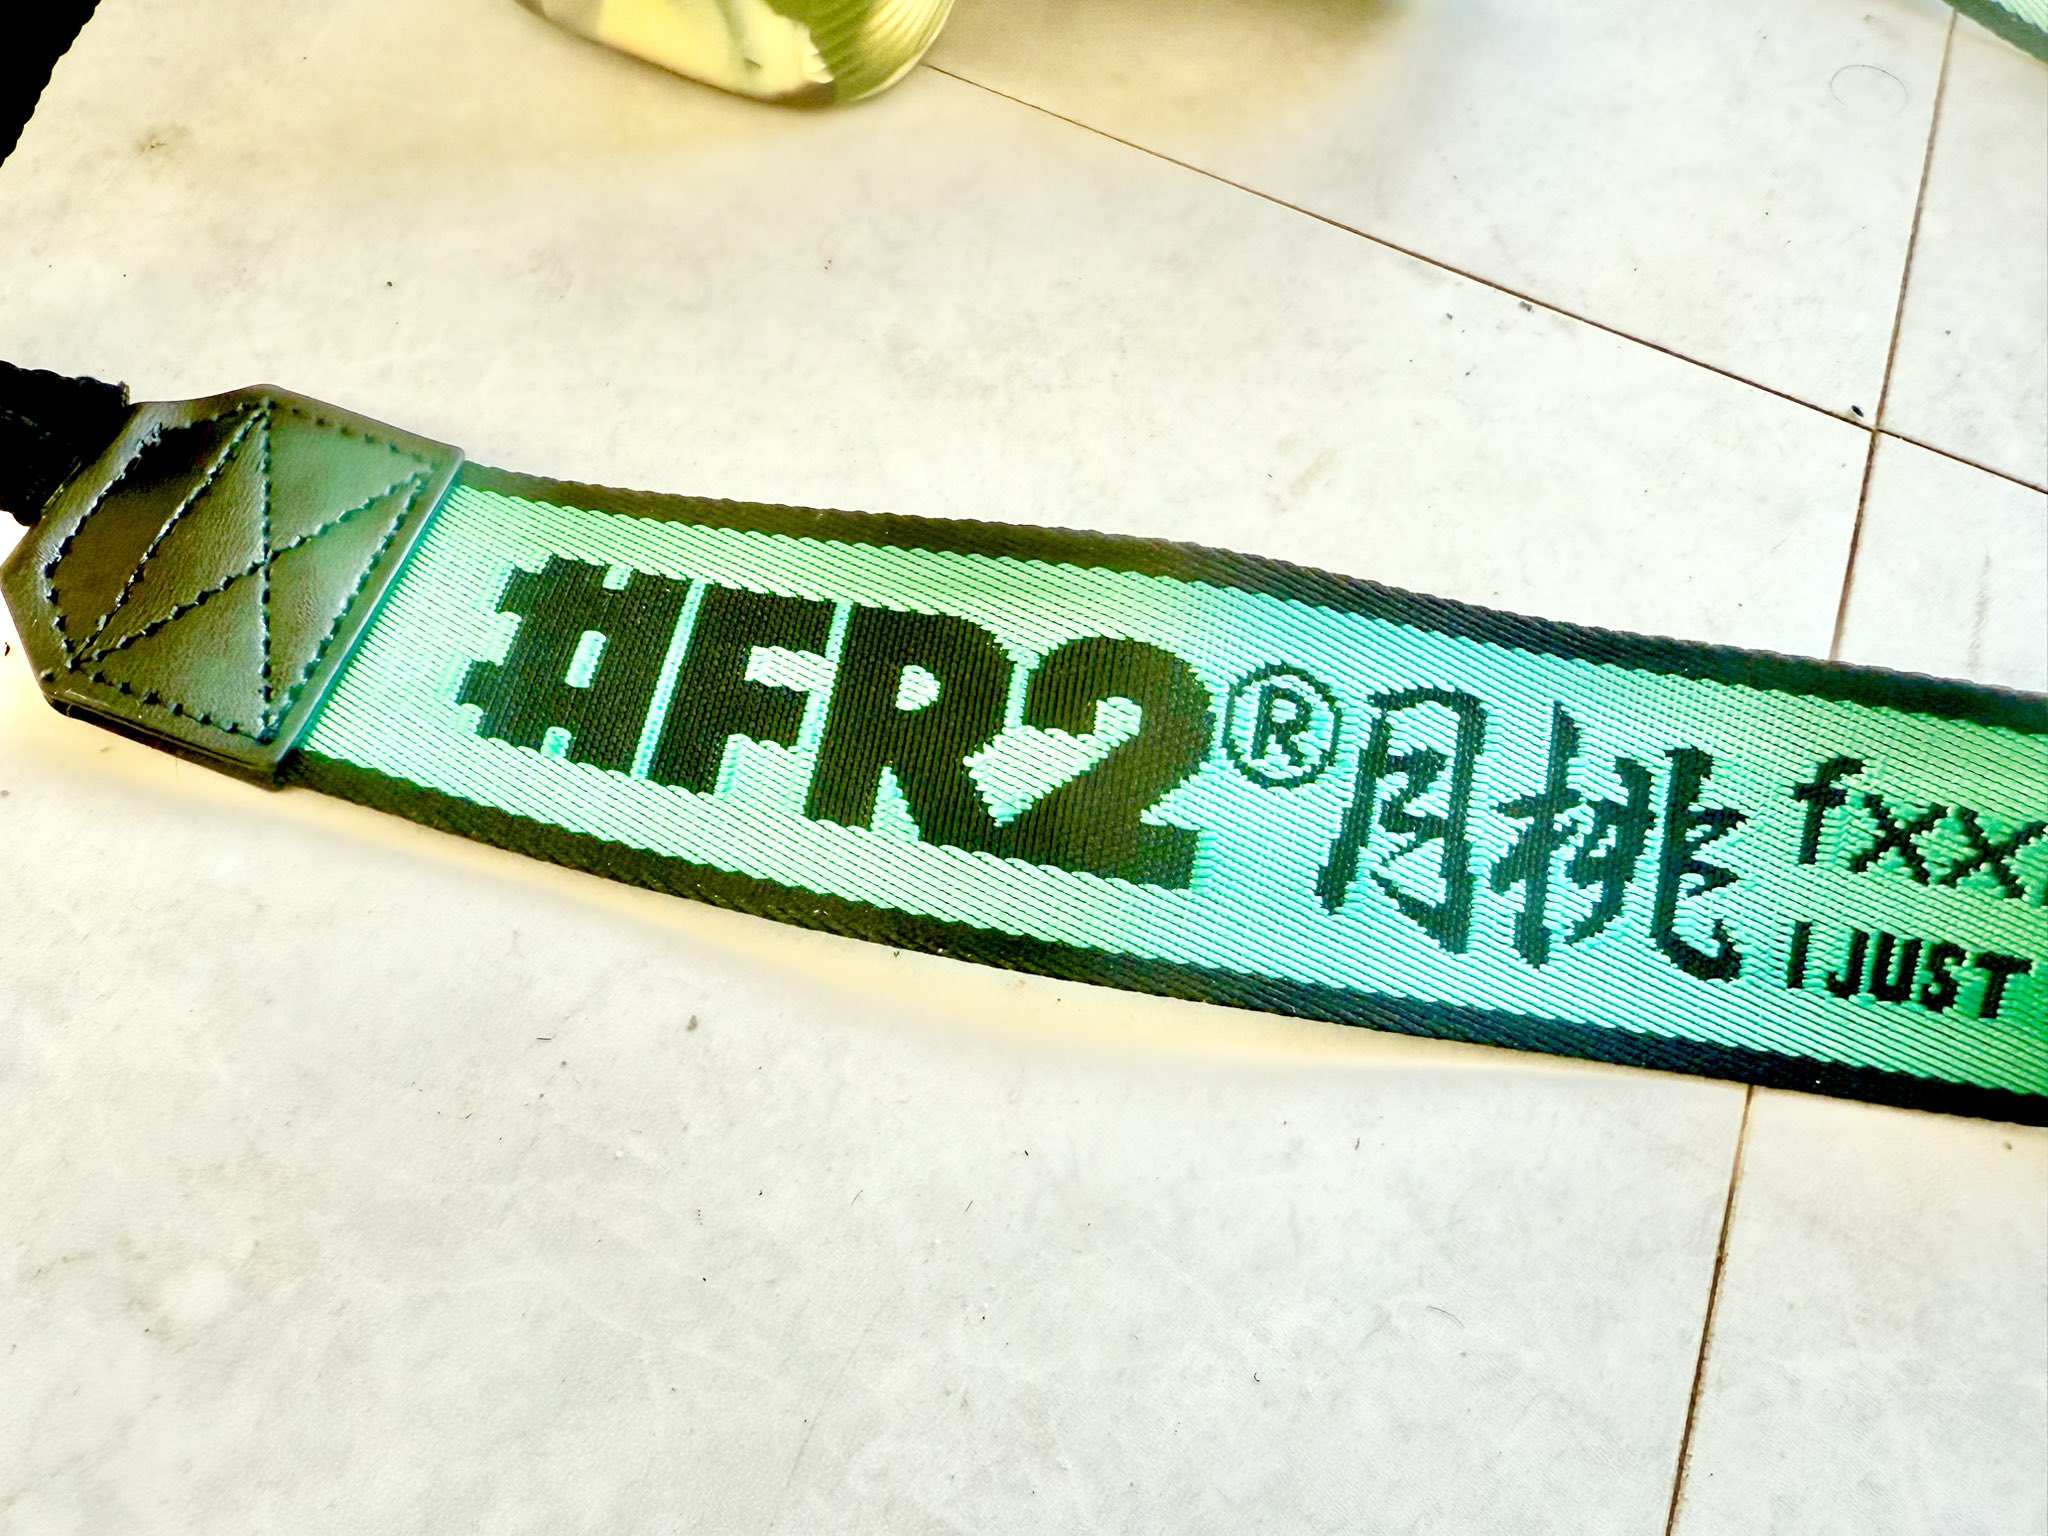 #FR2®月桃 fxx
I JUST